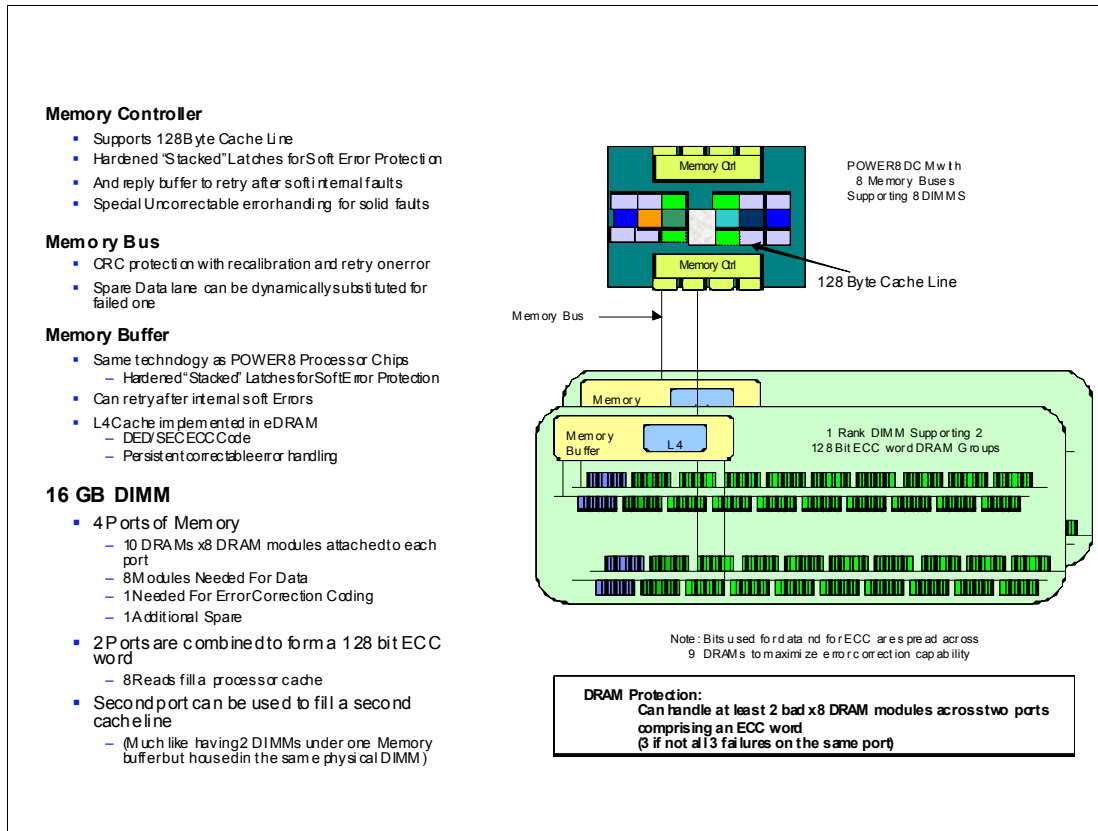 Memory Controller
▪ Supports 128 Byte Cache Line
▪ Hardened “Stacked” Latches for Soft Error Protection
▪ And reply buffer to retry after soft internal faults
▪ Special Uncorrectable error handling for solid faults
Memory Bus
▪ CRC protection with recalibration and retry on error
▪ Spare Data lane can be dynamically substituted for
failed one
Memory Buffer
▪ Same technology as POWER8 Processor Chips
– Hardened “Stacked” Latches for Soft Error Protection
▪ Can retry after internal soft Errors
▪ L4 Cache implemented in eDRAM
– DED/SEC ECC Code
– Persistent correctable error handling
16 GB DIMM
▪ 4 Ports of Memory
– 10 DRAMs x8 DRAM modules attached to each
port
– 8 Modules Needed For Data
– 1 Needed For Error Correction Coding
– 1 Additional Spare
▪ 2 Ports are combined to form a 128 bit ECC
word
– 8 Reads fill a processor cache
▪ Second port can be used to fill a second
cache line
– (Much like having 2 DIMMs under one Memory
buffer but housed in the same physical DIMM)
Memory Ctrl
POWER8 DCM with
8 Memory Buses
Supporting 8 DIMMS
Memory Ctrl
128 Byte Cache Line
Memory Bus
Memory
Memory
Buffer
L4
1 Rank DIMM Supporting 2
128 Bit ECC word DRAM Groups
Note: Bits used for data nd for ECC are spread across
9 DRAMs to maximize error correction capability
DRAM Protection:
Can handle at least 2 bad x8 DRAM modules across two ports
comprising an ECC word
(3 if not all 3 failures on the same port)